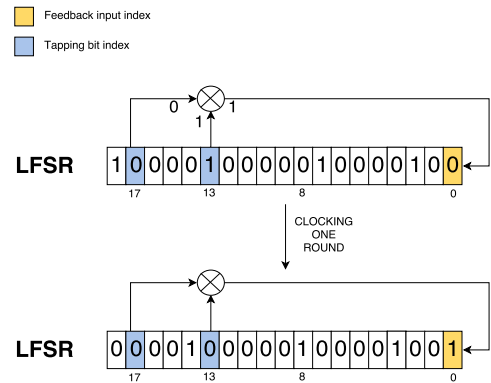 Feedback input index
Tapping bit index
0
1
1
LFSR
1 0 0 0 0 1 0 0 0 0 0 1 0 0 0 0 1 0 0
17 13 8 0
CLOCKING
ONE
ROUND
LFSR
0 0 0 0 1 0 0 0 0 0 1 0 0 0 0 1 0 0 1
17 13 8 0